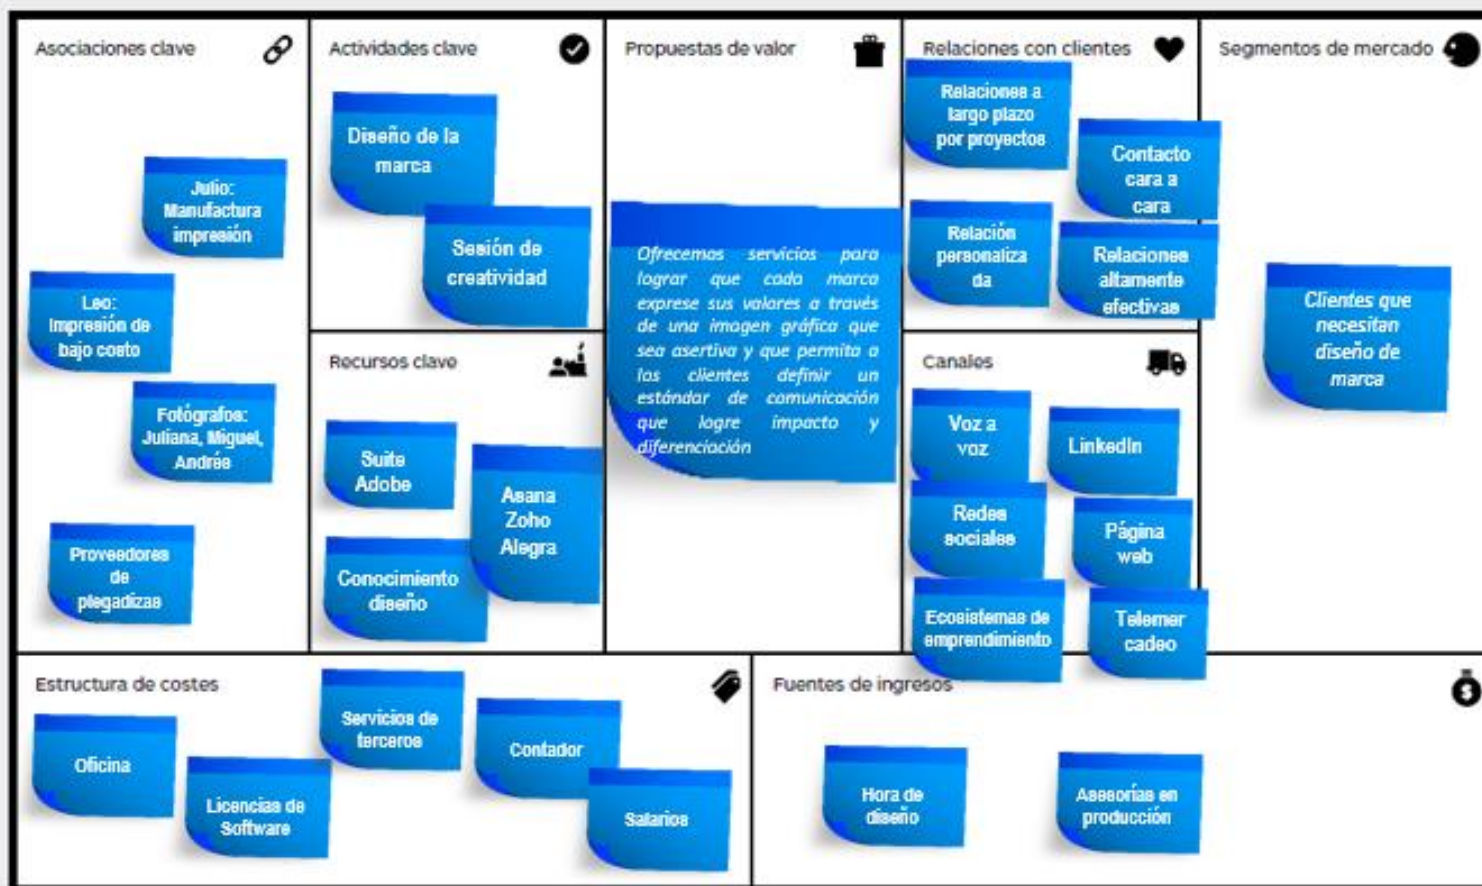 Asociaciones clave
Julio:
Manufactura
impresión
Leo:
Impresión de
bajo costo
Fotógrafos:
Juliana, Miguel,
Andrés
Proveedores
de
plegadizas
Actividades clave
Diseño de la
marca
Sesión de
creatividad
Recursos clave
Suite
Adobe
Asana
Zoho
Alegra
Conocimiento
diseño
Propuestas de valor
Ofrecemos servicios para
lograr que cada marca
exprese sus valores a través
de una imagen gráfica que
sea asertiva y que permita a
los clientes definir un
estándar de comunicación
que logre impacto y
diferenciación
Relaciones con clientes
Relaciones a
largo plazo
por proyectos
Contacto
cara a
cara
Relación
personaliza
da
Relaciones
altamente
efectivas
Canales
Voz a
voz
LinkedIn
Redes
sociales
Página
web
Ecosistemas de
emprendimiento
Telemer
cadeo
Segmentos de mercado
Clientes que
necesitan
diseño de
marca
Estructura de costes
Oficina
Licencias de
Software
Servicios de
terceros
Contador
Salarios
Fuentes de ingresos
Hora de
diseño
Asesorías en
producción